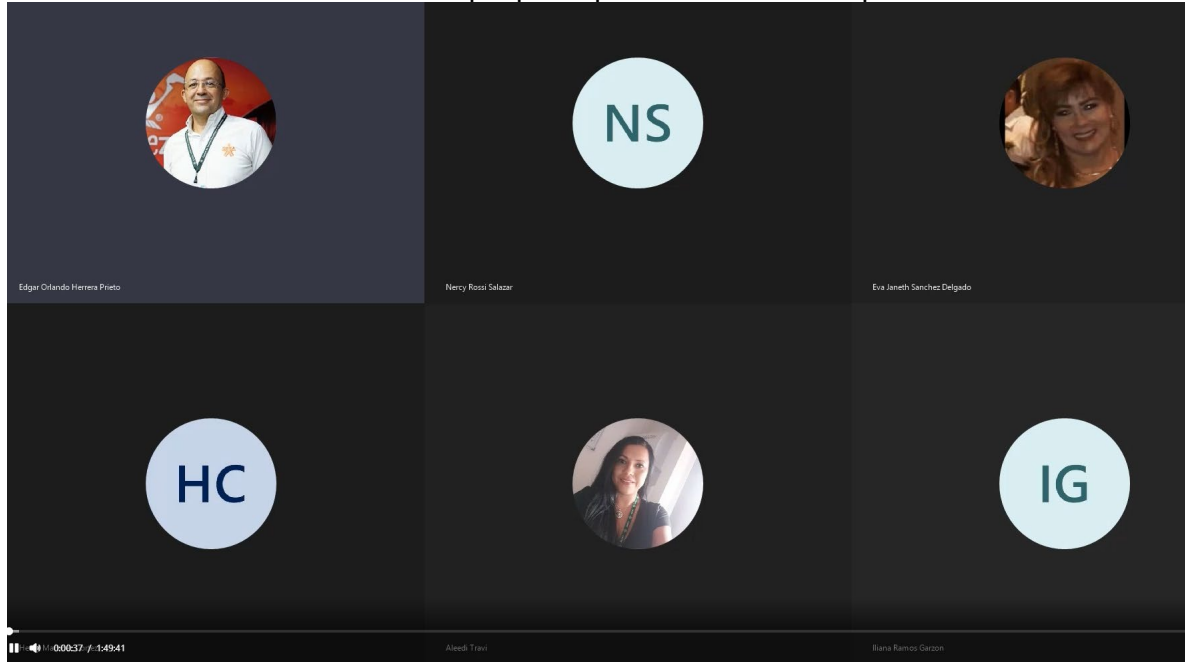 NS
Edgar Orlando Herrera Prieto
Nercy Rossi Salazar
Eva Janeth Sanchez Delgado
HC
IG
0:00:37 / 1:49:41
Aleedi Travi
Iliana Ramos Garzon